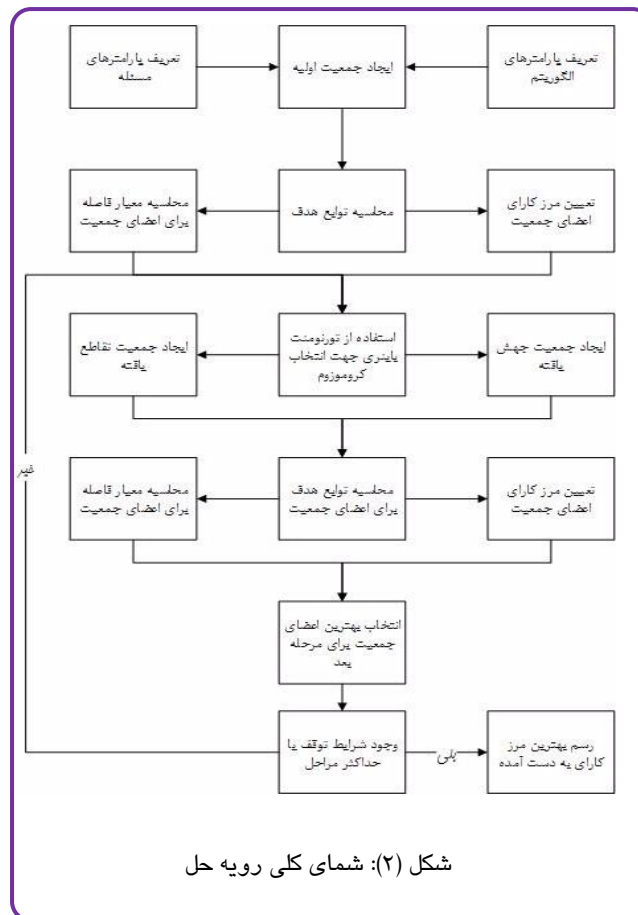 تعریف پارامترهای
الگوریتم
ایجاد جمعیت اولیه
تعریف پارامترهای
مسئله
تعیین مرز کارای
اعضای جمعیت
محاسبه توابع هدف
محاسبه معیار فاصله
برای اعضای جمعیت
ایجاد جمعیت جهش
یافته
استفاده از تورنومنت
باینری جهت انتخاب
کروموزوم
ایجاد جمعیت تقاطع
یافته
خیر
تعیین مرز کارای
اعضای جمعیت
محاسبه توابع هدف
برای اعضای جمعیت
محاسبه معیار فاصله
برای اعضای جمعیت
انتخاب بهترین اعضای
جمعیت برای مرحله
بعد
وجود شرایط توقف یا
حداکثر مراحل
بلی
رسم بهترین مرز
کارای به دست آمده
شکل (۲): شمای کلی رویه حل